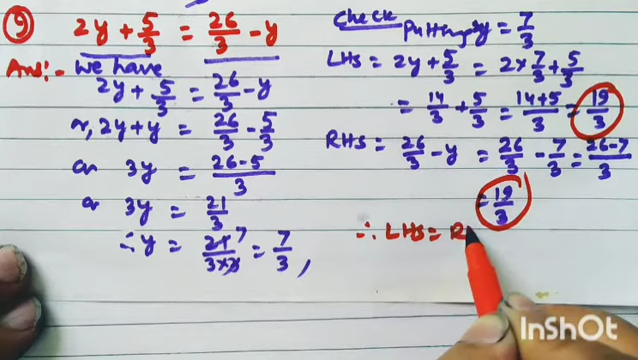 9 2y + 5/3 = 26/3 - y
Ans:- We have
2y + 5/3 = 26/3 - y
or, 2y + y = 26/3 - 5/3
or 3y = 26-5/3
or 3y = 21/3
∴ y = 21 7/3×3 = 7/3,
Check Putting y = 7/3
LHS = 2y + 5/3 = 2×7/3 + 5/3
= 14/3 + 5/3 = 14+5/3 = 19/3
RHS = 26/3 - y = 26/3 - 7/3 = 26-7/3
= 19/3
∴ LHS = R
InShOt